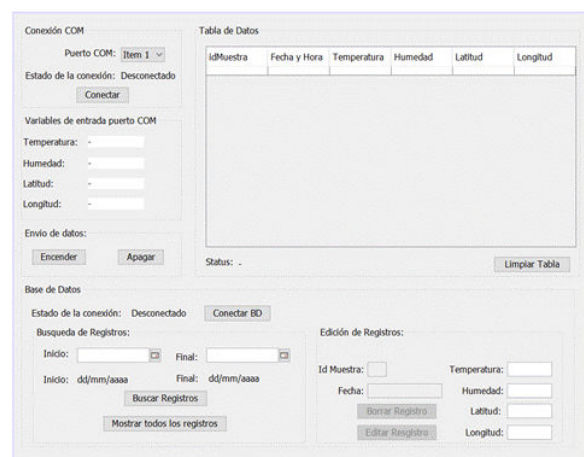 Conexión COM
Puerto COM: Item 1
Estado de la conexión: Desconectado
Conectar
Variables de entrada puerto COM
Temperatura: -
Humedad: -
Latitud: -
Longitud: -
Envio de datos:
Encender Apagar
Tabla de Datos
idMuestra Fecha y Hora Temperatura Humedad Latitud Longitud
Status: -
Limpiar Tabla
Base de Datos
Estado de la conexión: Desconectado Conectar BD
Busqueda de Registros:
Inicio: Final:
Inicio: dd/mm/aaaa Final: dd/mm/aaaa
Buscar Registros
Mostrar todos los registros
Edición de Registros:
Id Muestra: Temperatura:
Fecha: Humedad:
Borrar Registro Latitud:
Editar Resgistro Longitud: